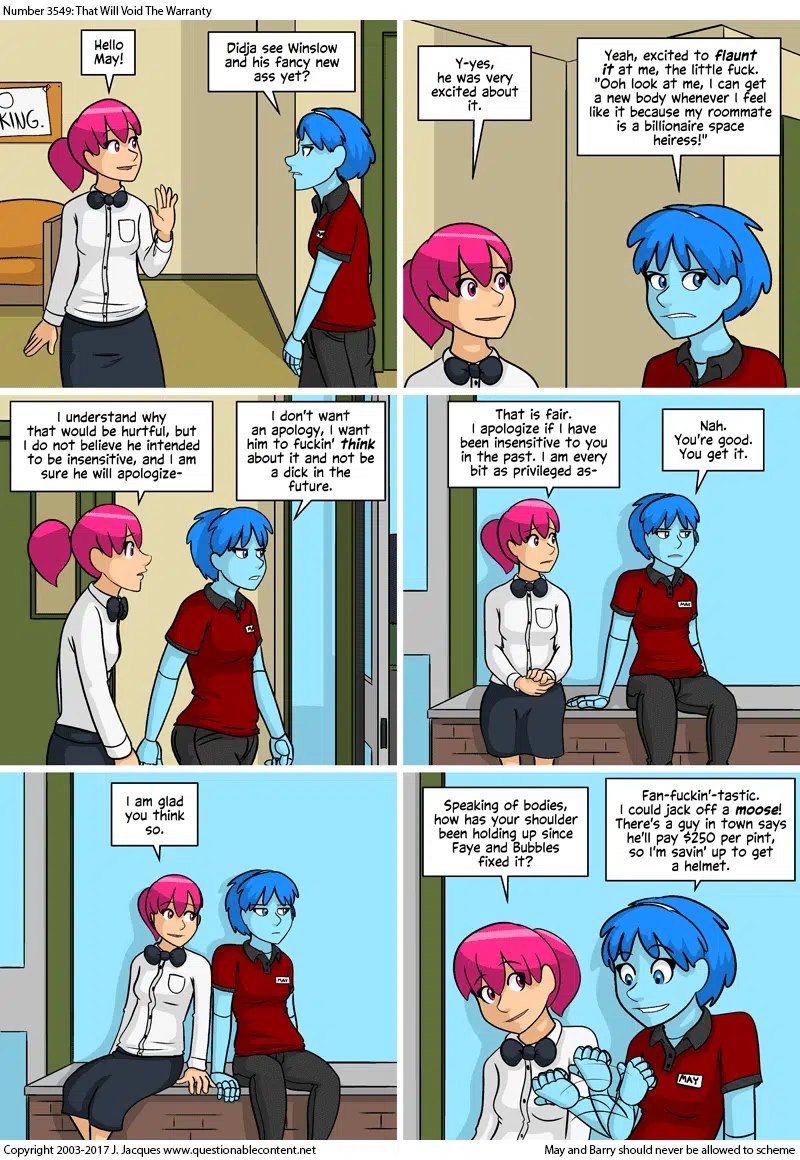 Number 3549: That Will Void The Warranty
Hello
May!
Didja see Winslow
and his fancy new
ass yet?
O
KING.
Y-yes,
he was very
excited about
it.
Yeah, excited to flaunt
it at me, the little fuck.
"Ooh look at me, I can get
a new body whenever I feel
like it because my roommate
is a billionaire space
heiress!"
I understand why
that would be hurtful, but
I do not believe he intended
to be insensitive, and I am
sure he will apologize-
I don't want
an apology, I want
him to fuckin' think
about it and not be
a dick in the
future.
That is fair.
I apologize if I have
been insensitive to you
in the past. I am every
bit as privileged as-
Nah.
You're good.
You get it.
MAY
I am glad
you think
so.
MAY
Speaking of bodies,
how has your shoulder
been holding up since
Faye and Bubbles
fixed it?
Fan-fuckin'-tastic.
I could jack off a moose!
There's a guy in town says
he'll pay $250 per pint,
so I'm savin' up to get
a helmet.
MAY
Copyright 2003-2017 J. Jacques www.questionablecontent.net
May and Barry should never be allowed to scheme